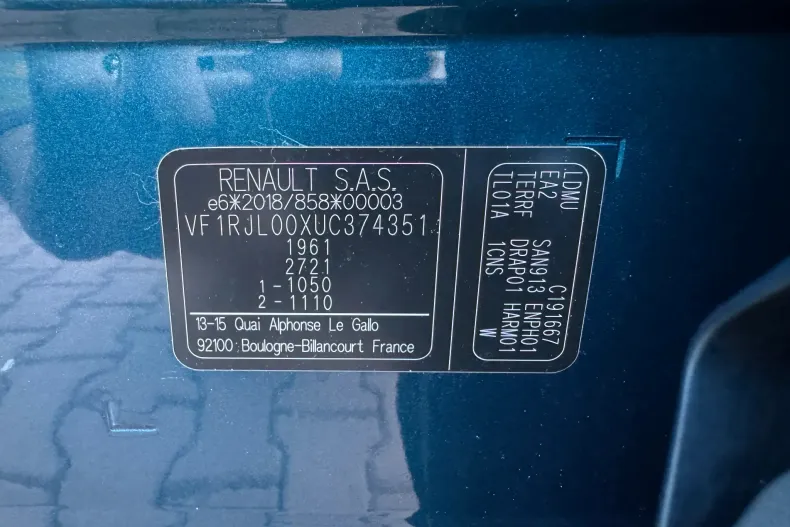 RENAULT S.A.S.
e6*2018/858*00003
VF1RJL00XUC374351
1961
2721
1-1050
2-1110
13-15 Quai Alphonse Le Gallo
92100 Boulogne-Billancourt France
LDMU C191667
EA2 SAN913 ENPH01
TERRF DRAP01 HARM01
TL01A 1CNS W